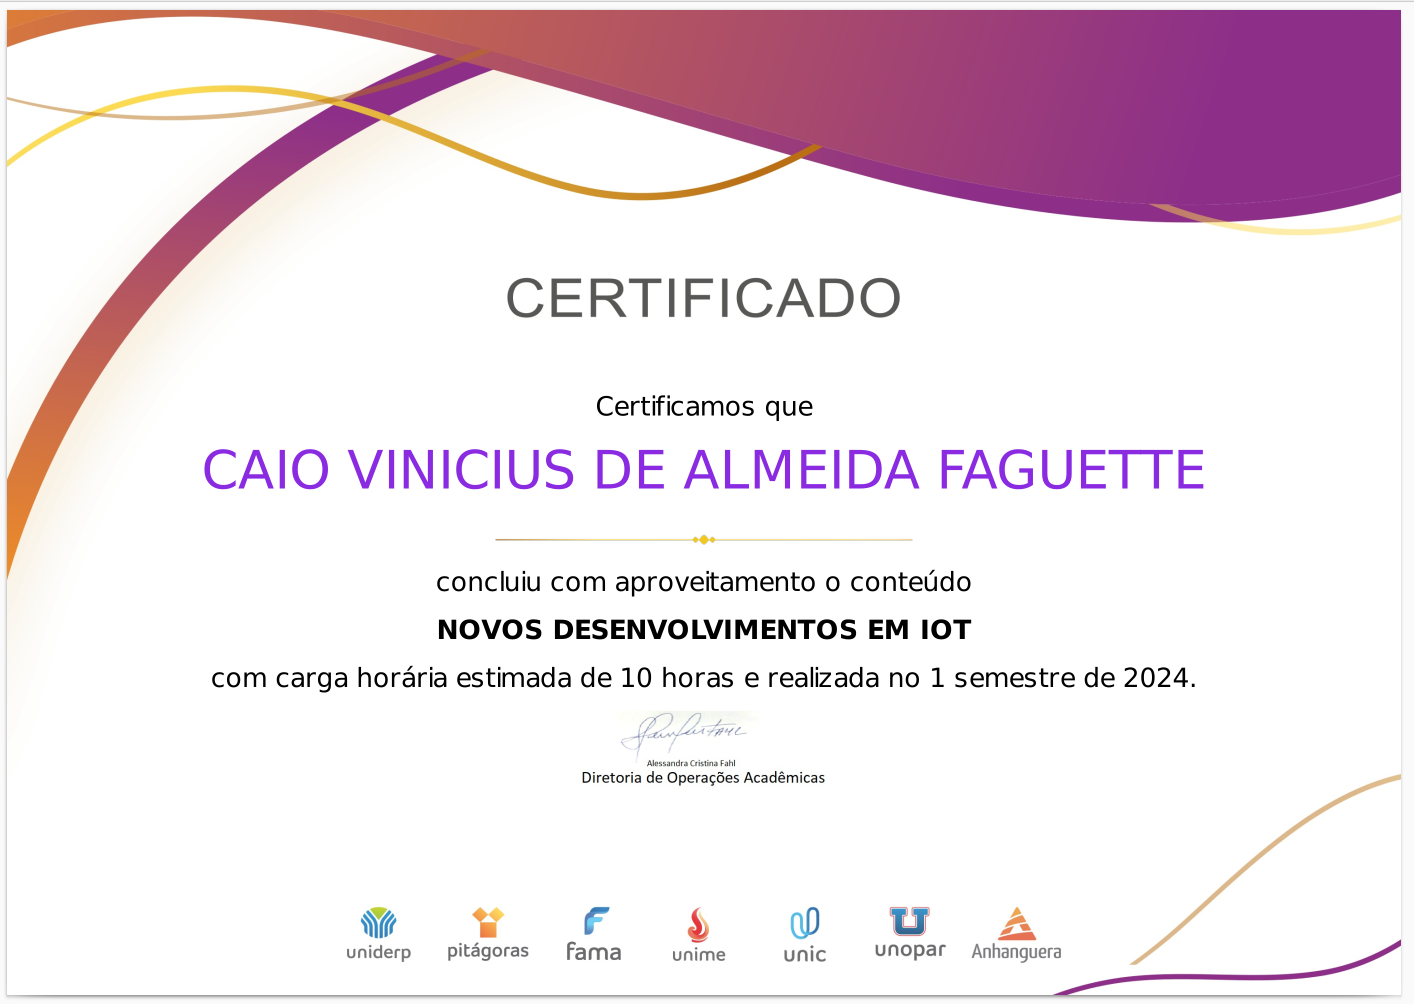 CERTIFICADO
Certificamos que
CAIO VINICIUS DE ALMEIDA FAGUETTE
concluiu com aproveitamento o conteúdo
NOVOS DESENVOLVIMENTOS EM IOT
com carga horária estimada de 10 horas e realizada no 1 semestre de 2024.
Alessandra Cristina Fahl
Diretoria de Operações Acadêmicas
uniderp pitágoras fama unime unic unopar Anhanguera